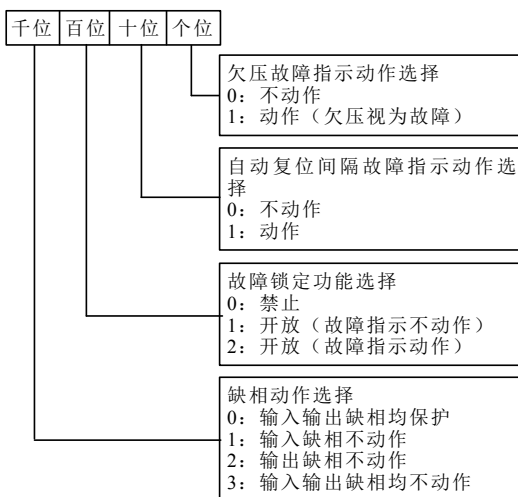 千位 百位 十位 个位
欠压故障指示动作选择
0：不动作
1：动作（欠压视为故障）
自动复位间隔故障指示动作选
择
0：不动作
1：动作
故障锁定功能选择
0：禁止
1：开放（故障指示不动作）
2：开放（故障指示动作）
缺相动作选择
0：输入输出缺相均保护
1：输入缺相不动作
2：输出缺相不动作
3：输入输出缺相均不动作